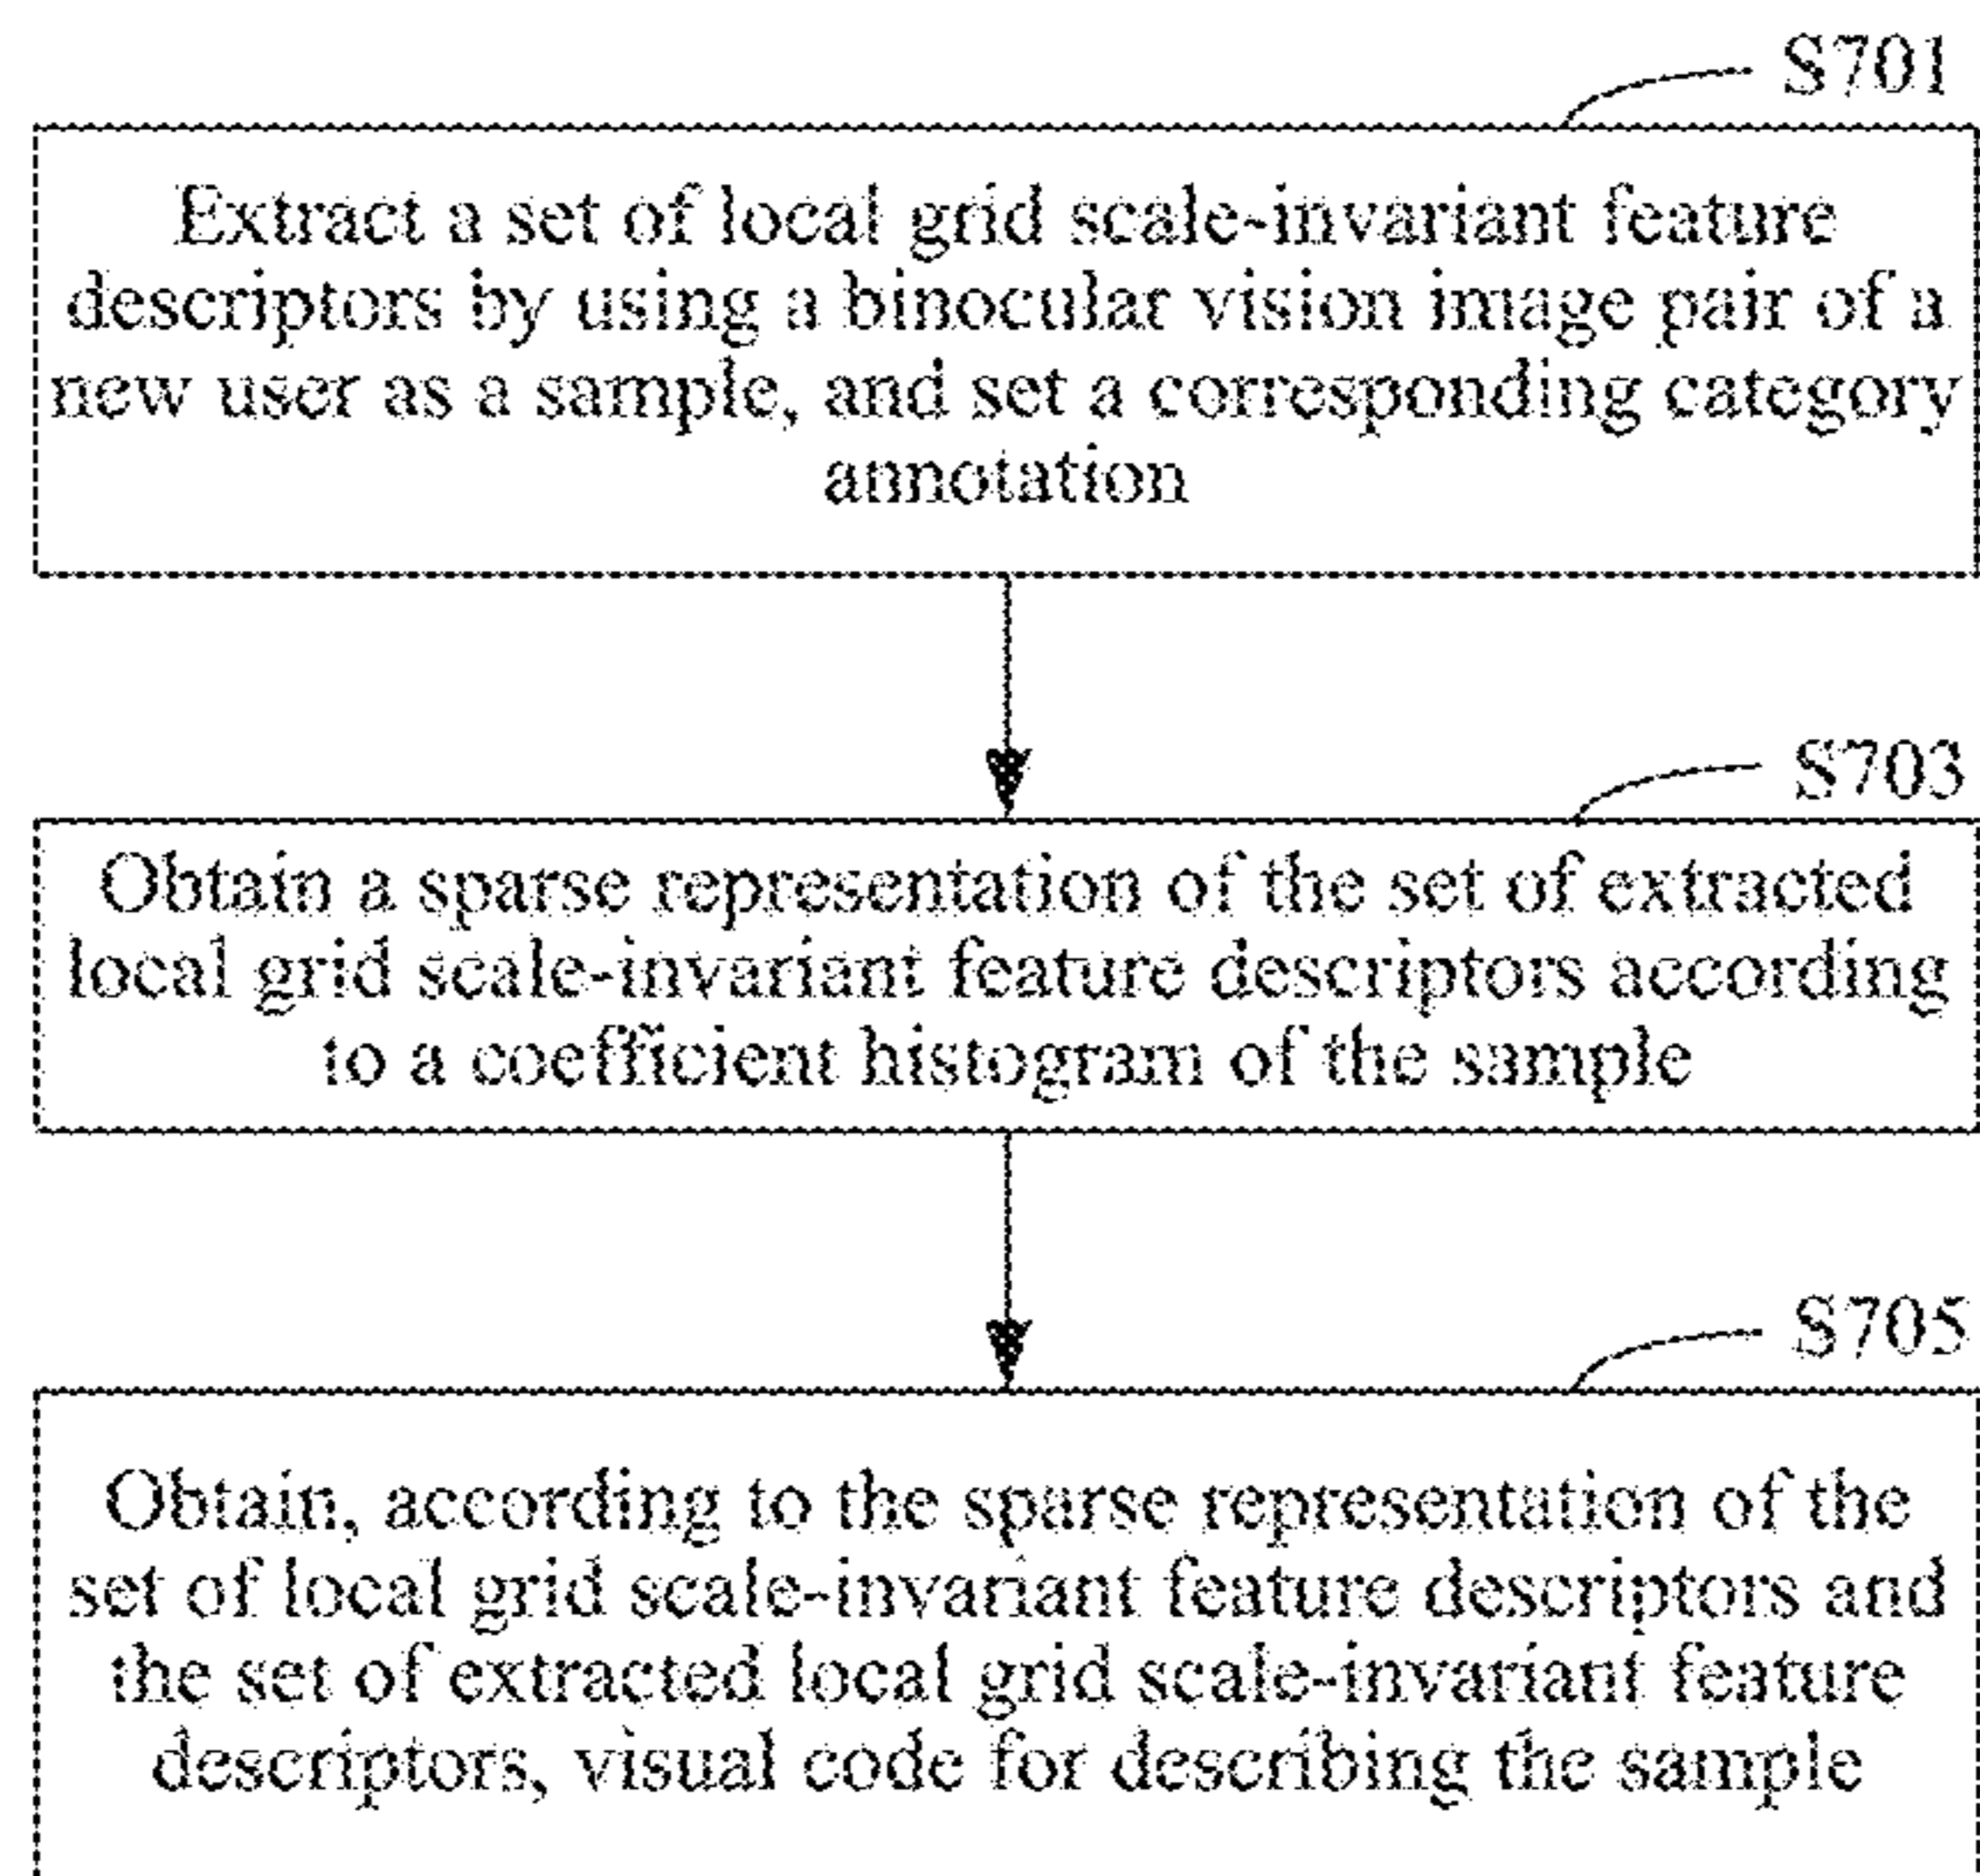 S701
Extract a set of local grid scale-invariant feature
descriptors by using a binocular vision image pair of a
new user as a sample, and set a corresponding category
annotation
S703
Obtain a sparse representation of the set of extracted
local grid scale-invariant feature descriptors according
to a coefficient histogram of the sample
S705
Obtain, according to the sparse representation of the
set of local grid scale-invariant feature descriptors and
the set of extracted local grid scale-invariant feature
descriptors, visual code for describing the sample